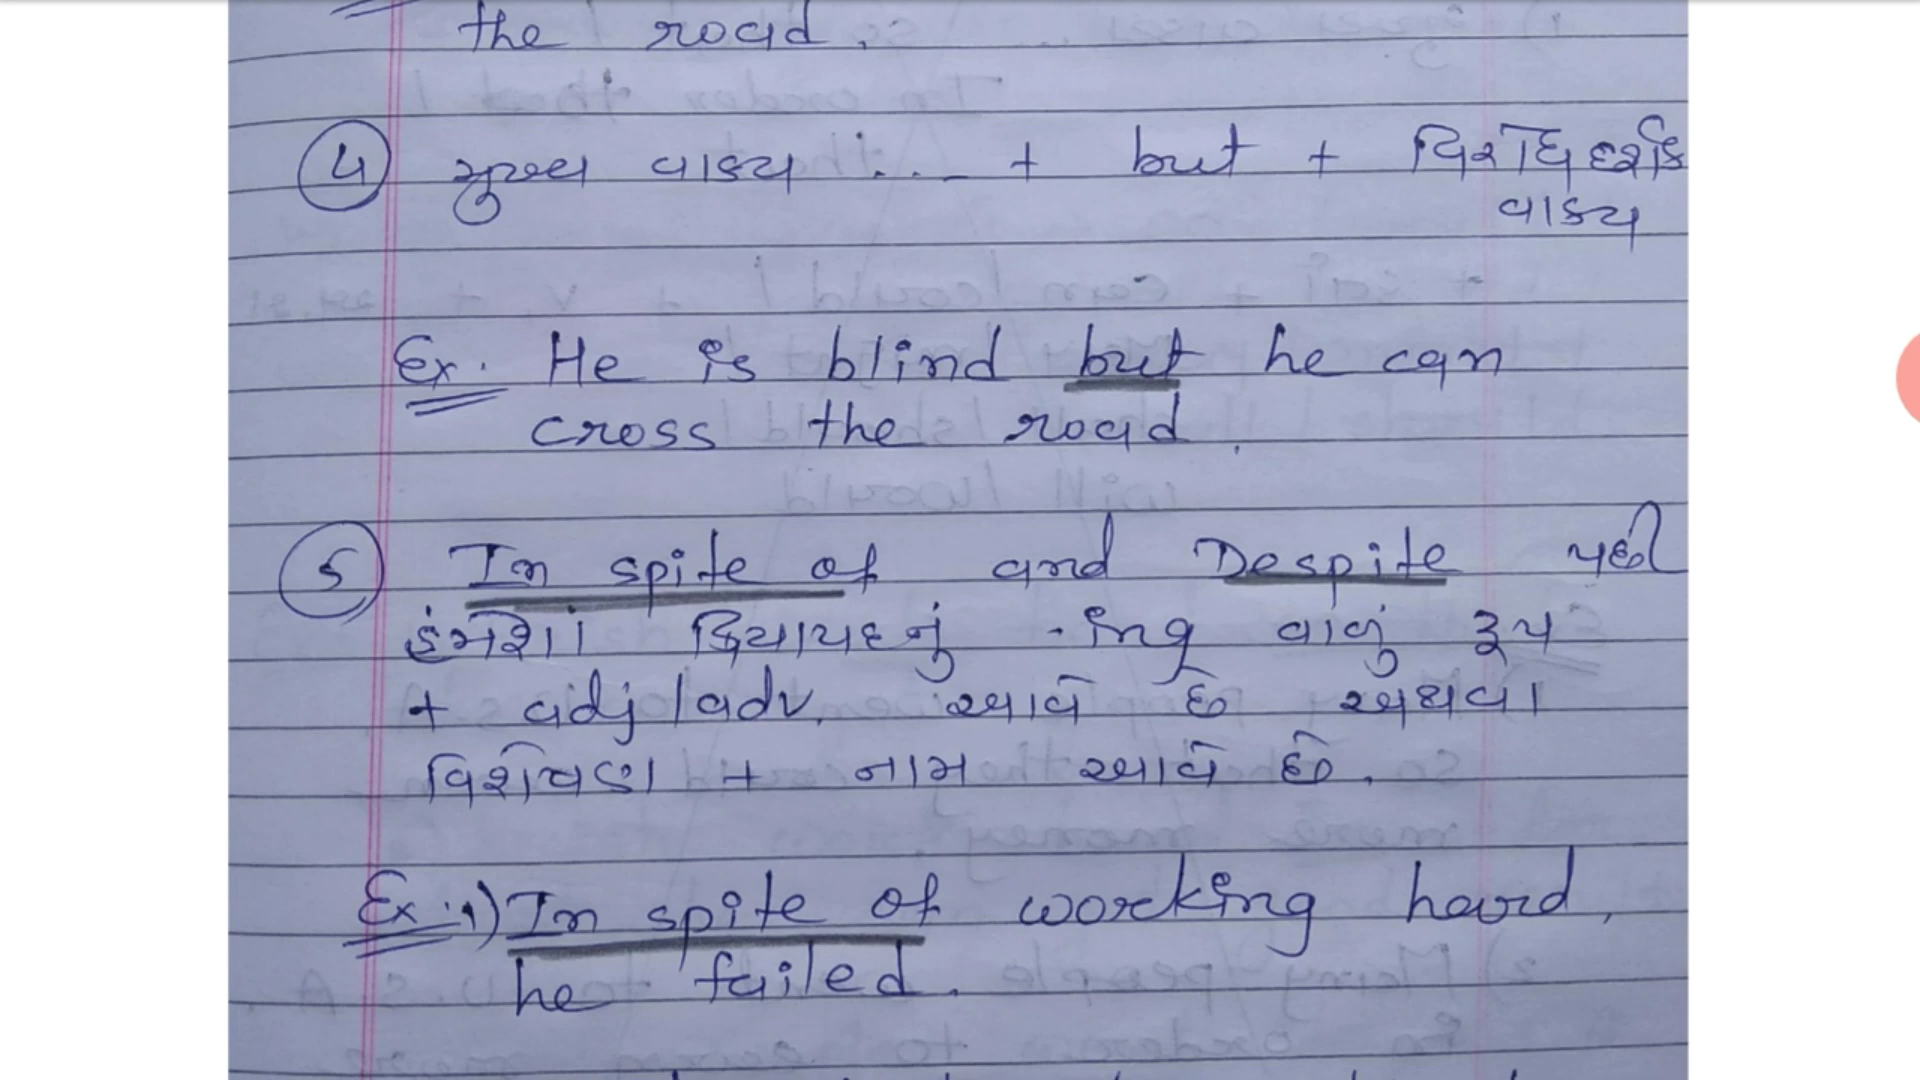 the road.
૪ મુખ્ય વાક્ય ... + but + વિરોધદર્શક
વાક્ય
Ex. He is blind but he can
cross the road.
5 In spite of and Despite પછી
હંમેશા ક્રિયાપદનું -ing વાળું રૂપ
+ adj/adv. આવે છે અથવા
વિશેષણ + નામ આવે છે.
Ex. 1) In spite of working hard,
he failed.